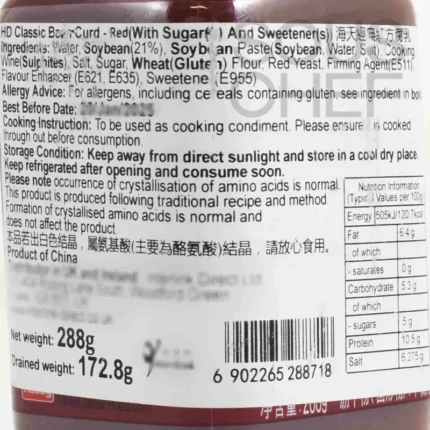 HD Classic Bean Curd - Red(With Sugar(s) And Sweetener(s)) 海天經典紅方腐乳
Ingredients: Water, Soybean(21%), Soybean Paste(Soybean, Water, Salt), Cooking
Wine(Sulphites), Salt, Sugar, Wheat(Gluten) Flour, Red Yeast, Firming Agent(E511)
Flavour Enhancer (E621, E635), Sweetene (E955)
Allergy Advice: For allergens, including cereals containing gluten, see ingredient in bold
Best Before Date:
Cooking Instruction: To be used as cooking condiment. Please ensure is cooked
through out before consumption.
Storage Condition: Keep away from direct sunlight and store in a cool dry place.
Keep refrigerated after opening and consume soon.
Please note occurrence of crystallisation of amino acids is normal.
This product is produced following traditional recipe and method
Formation of crystallised amino acids is normal and
does not affect the product.
本品若出白色結晶，屬氨基酸(主要為酪氨酸)結晶，請放心食用。
Product of China
Nutrition Information
(Typical Values per 100g)
Energy 505kJ/120.7kcal
Fat 6.4g
of which
- saturates 0g
Carbohydrate 5.3g
of which
- sugars 5g
Protein 10.5g
Salt 6.275g
Net weight: 288g
Drained weight: 172.8g
6 902265 288718
CHEF